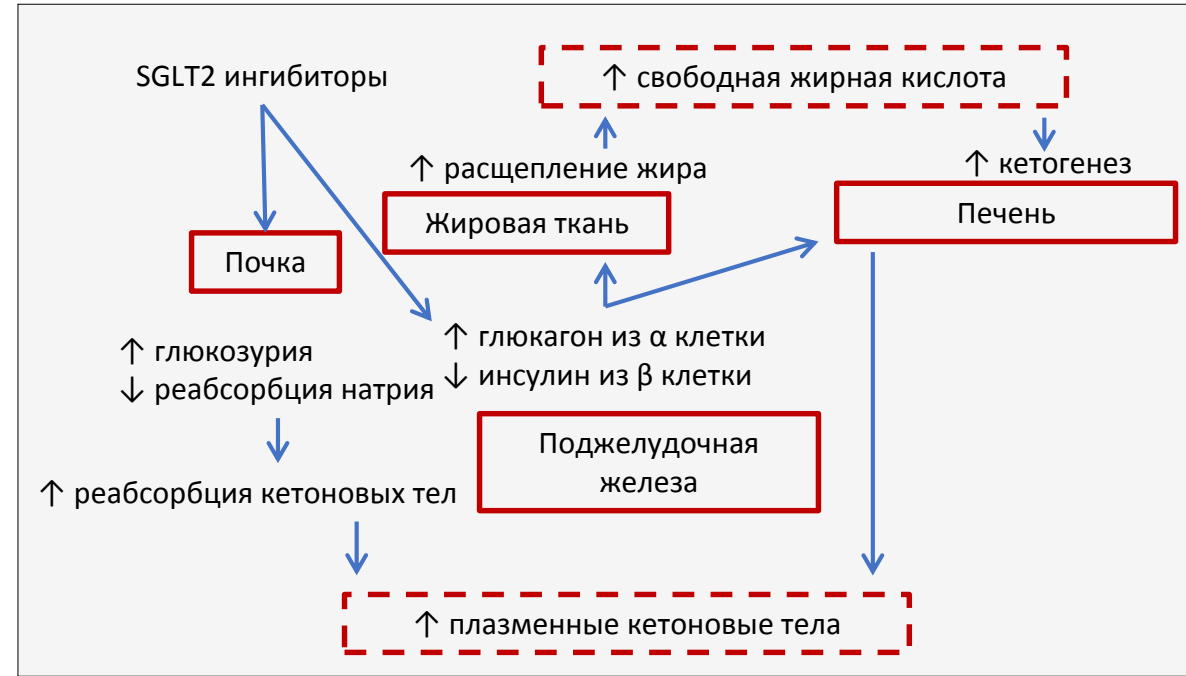 SGLT2 ингибиторы
↑ свободная жирная кислота
↑ расщепление жира
↑ кетогенез
Жировая ткань
Печень
Почка
↑ глюкозурия
↓ реабсорбция натрия
↑ глюкагон из α клетки
↓ инсулин из β клетки
Поджелудочная
железа
↑ реабсорбция кетоновых тел
↑ плазменные кетоновые тела